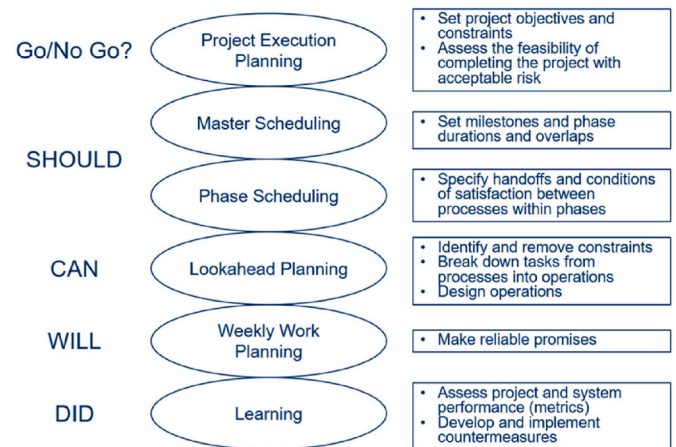 Go/No Go?
Project Execution
Planning
• Set project objectives and
constraints
• Assess the feasibility of
completing the project with
acceptable risk
SHOULD
Master Scheduling
• Set milestones and phase
durations and overlaps
Phase Scheduling
• Specify handoffs and conditions
of satisfaction between
processes within phases
CAN
Lookahead Planning
• Identify and remove constraints
• Break down tasks from
processes into operations
• Design operations
WILL
Weekly Work
Planning
• Make reliable promises
DID
Learning
• Assess project and system
performance (metrics)
• Develop and implement
countermeasures